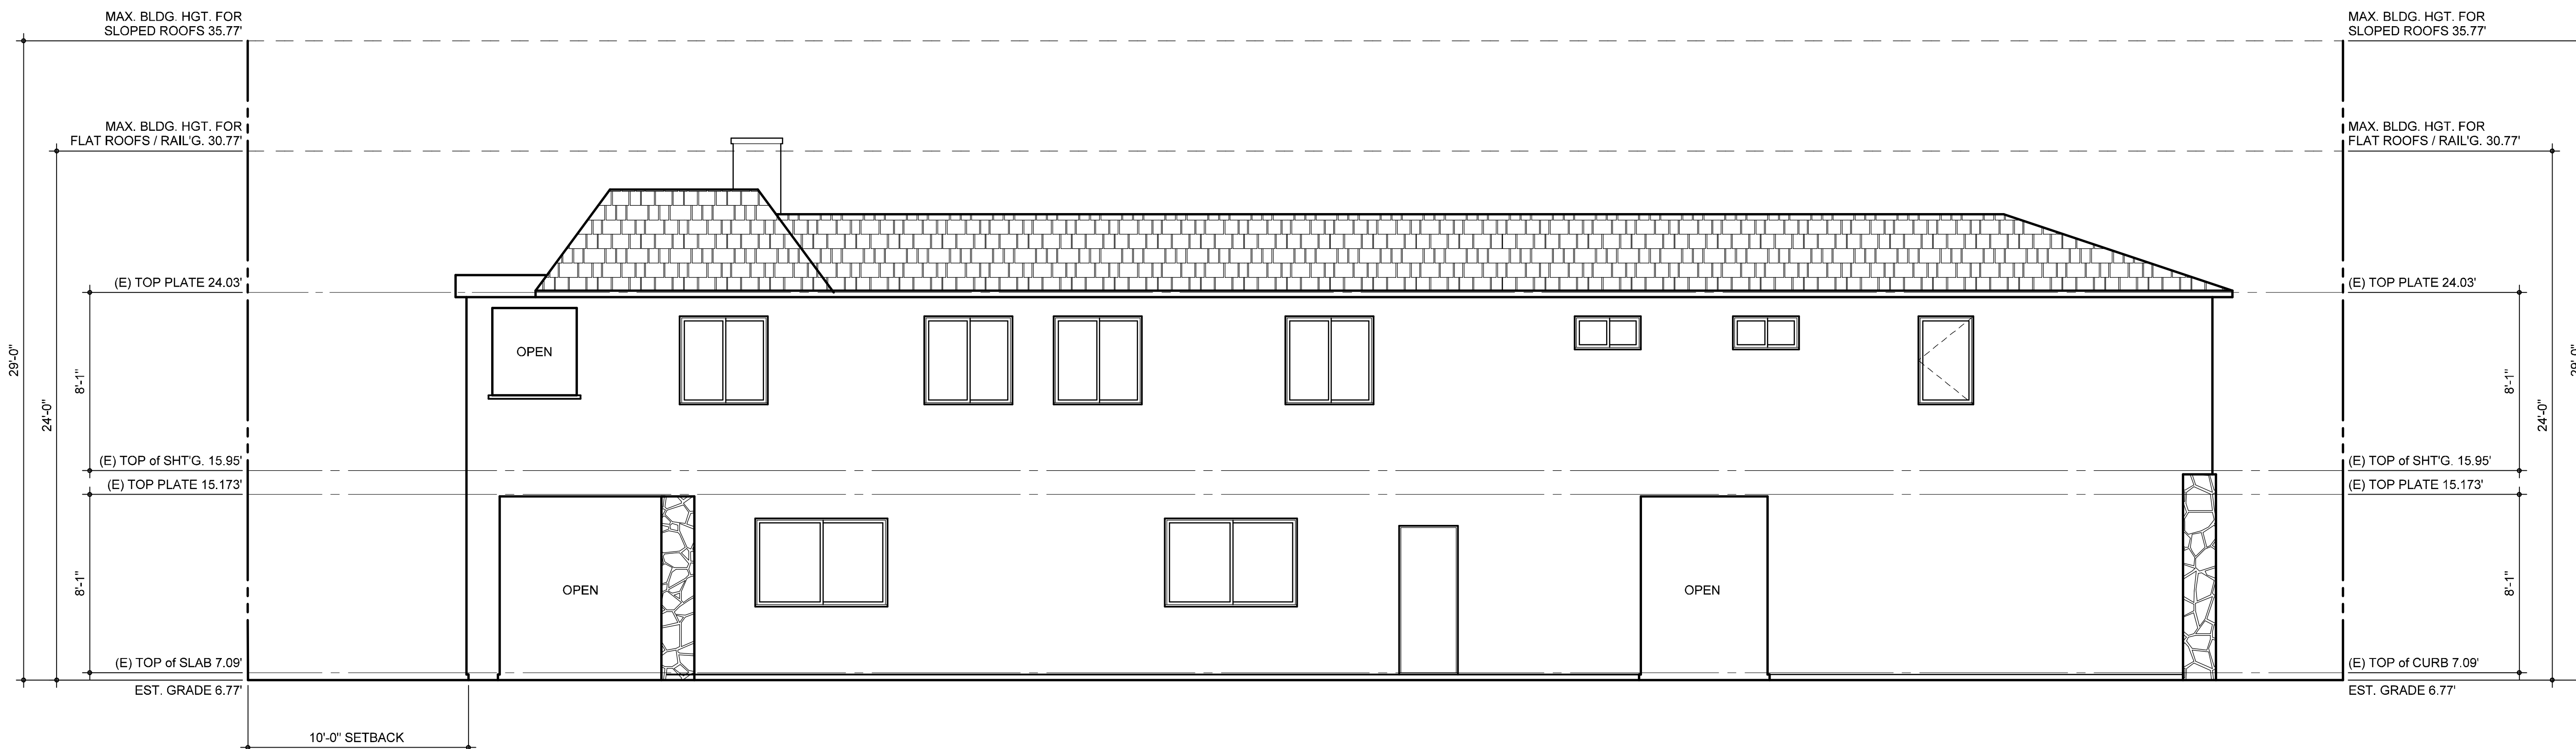 MAX. BLDG. HGT. FOR
SLOPED ROOFS 35.77'
MAX. BLDG. HGT. FOR
SLOPED ROOFS 35.77'
MAX. BLDG. HGT. FOR
FLAT ROOFS / RAIL'G. 30.77'
MAX. BLDG. HGT. FOR
FLAT ROOFS / RAIL'G. 30.77'
(E) TOP PLATE 24.03'
(E) TOP PLATE 24.03'
OPEN
29'-0"
8'-1"
24'-0"
8'-1"
24'-0"
29'-0"
(E) TOP of SHT'G. 15.95'
(E) TOP of SHT'G. 15.95'
(E) TOP PLATE 15.173'
(E) TOP PLATE 15.173'
8'-1"
OPEN
OPEN
8'-1"
(E) TOP of SLAB 7.09'
(E) TOP of CURB 7.09'
EST. GRADE 6.77'
EST. GRADE 6.77'
10'-0" SETBACK